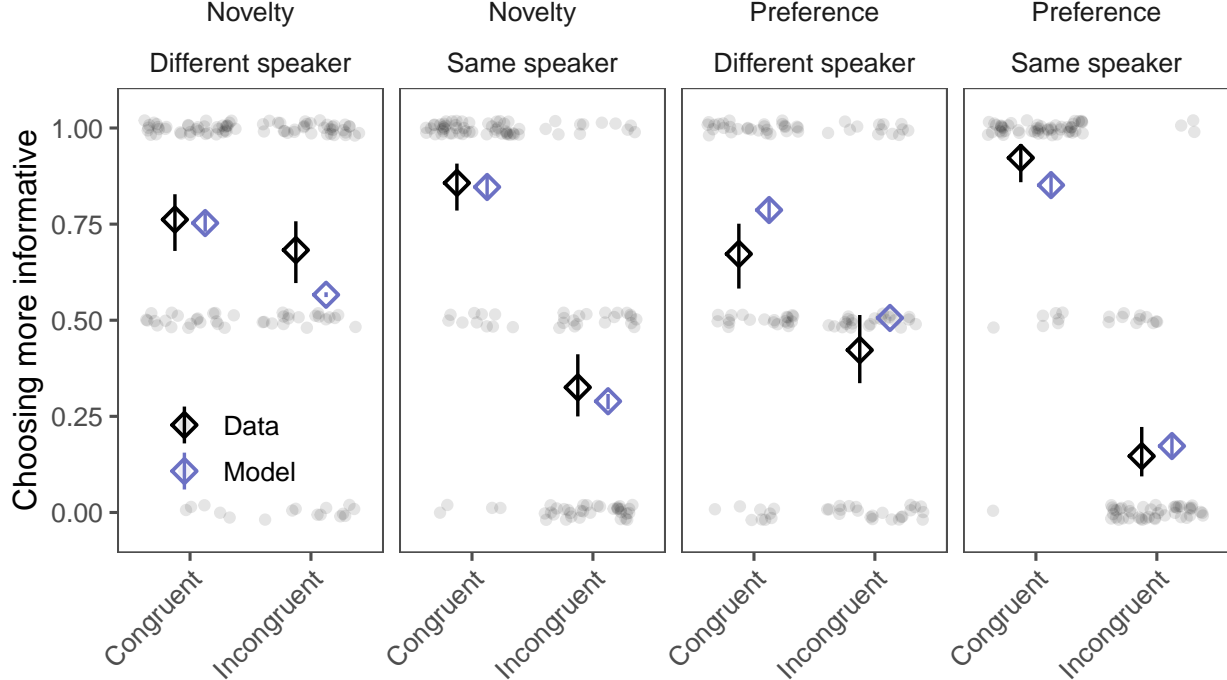 Novelty
Novelty
Preference
Preference
Different speaker
Same speaker
Different speaker
Same speaker
Choosing more informative
1.00
0.75
0.50
0.25
0.00
Data
Model
Congruent
Incongruent
Congruent
Incongruent
Congruent
Incongruent
Congruent
Incongruent